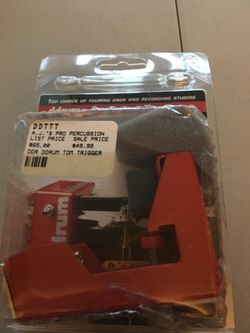 TOP CHOICE OF TOURING PROS AND RECORDING STUDIOS
DDTTT
A.J.'S PRO PERCUSSION
LIST PRICE SALE PRICE
$65.00 $49.99
DDR DDRUM TOM TRIGGER
drum